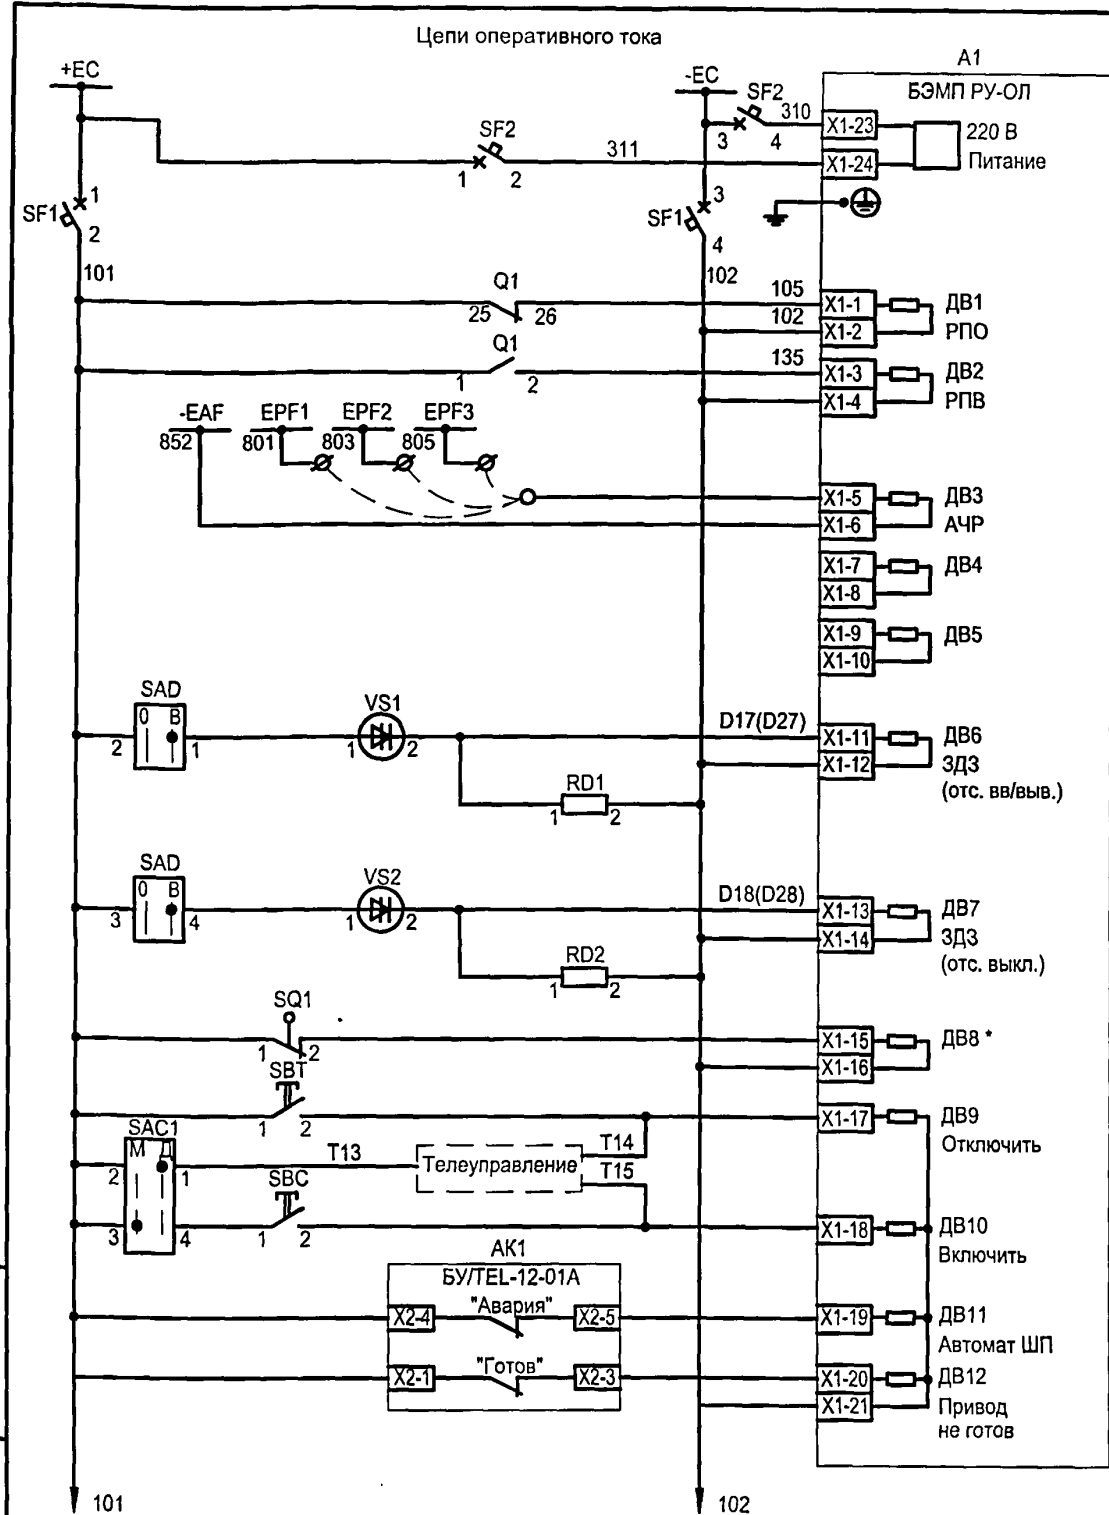 Цепи оперативного тока
+ЕС
-ЕС
А1
SF2
310
БЭМП РУ-ОЛ
X1-23
220 В
3
4
SF2
311
1
2
X1-24
Питание
1
SF1
2
3
SF1
4
101
102
Q1
105
X1-1
ДВ1
25
26
102
X1-2
РПО
Q1
135
X1-3
ДВ2
1
2
X1-4
РПВ
-EAF
EPF1
EPF2
EPF3
852
801
803
805
X1-5
ДВ3
X1-6
АЧР
X1-7
ДВ4
X1-8
X1-9
ДВ5
X1-10
SAD
0 В
2
1
VS1
1
2
D17(D27)
X1-11
ДВ6
X1-12
ЗДЗ
(отс. вв/выв.)
RD1
1
2
SAD
0 В
3
4
VS2
1
2
D18(D28)
X1-13
ДВ7
X1-14
ЗДЗ
(отс. выкл.)
RD2
1
2
SQ1
1
2
X1-15
ДВ8 *
X1-16
SBT
1
2
X1-17
ДВ9
Отключить
SAC1
М Д
2
1
Т13
Телеуправление
Т14
Т15
SBC
3
4
1
2
X1-18
ДВ10
Включить
АК1
БУ/TEL-12-01А
X2-4
"Авария"
X2-5
X1-19
ДВ11
Автомат ШП
X2-1
"Готов"
X2-3
X1-20
ДВ12
X1-21
Привод
не готов
101
102